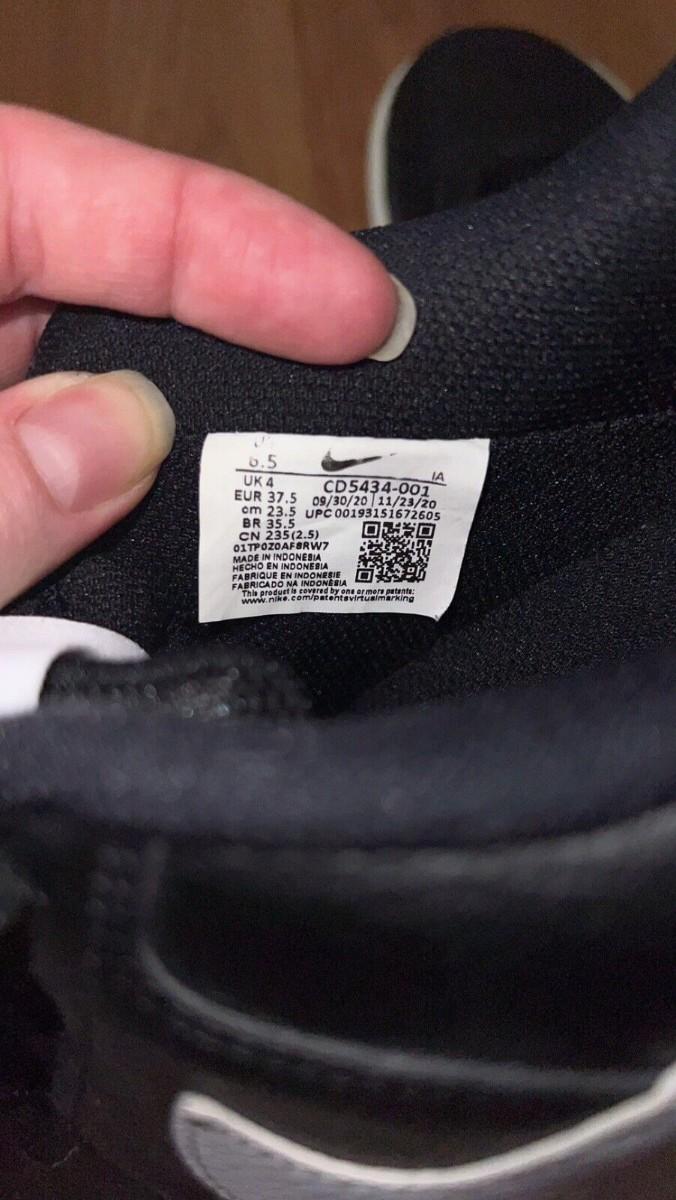 6.5
IA
UK 4
CD5434-001
EUR 37.5
09/30/20 11/23/20
cm 23.5
UPC 00193151672605
BR 35.5
CN 235(2.5)
01TP0Z0AF8RW7
MADE IN INDONESIA
HECHO EN INDONESIA
FABRIQUE EN INDONESIE
FABRICADO NA INDONÉSIA
This product is covered by one or more patents:
www.nike.com/patentsvirtualmarking